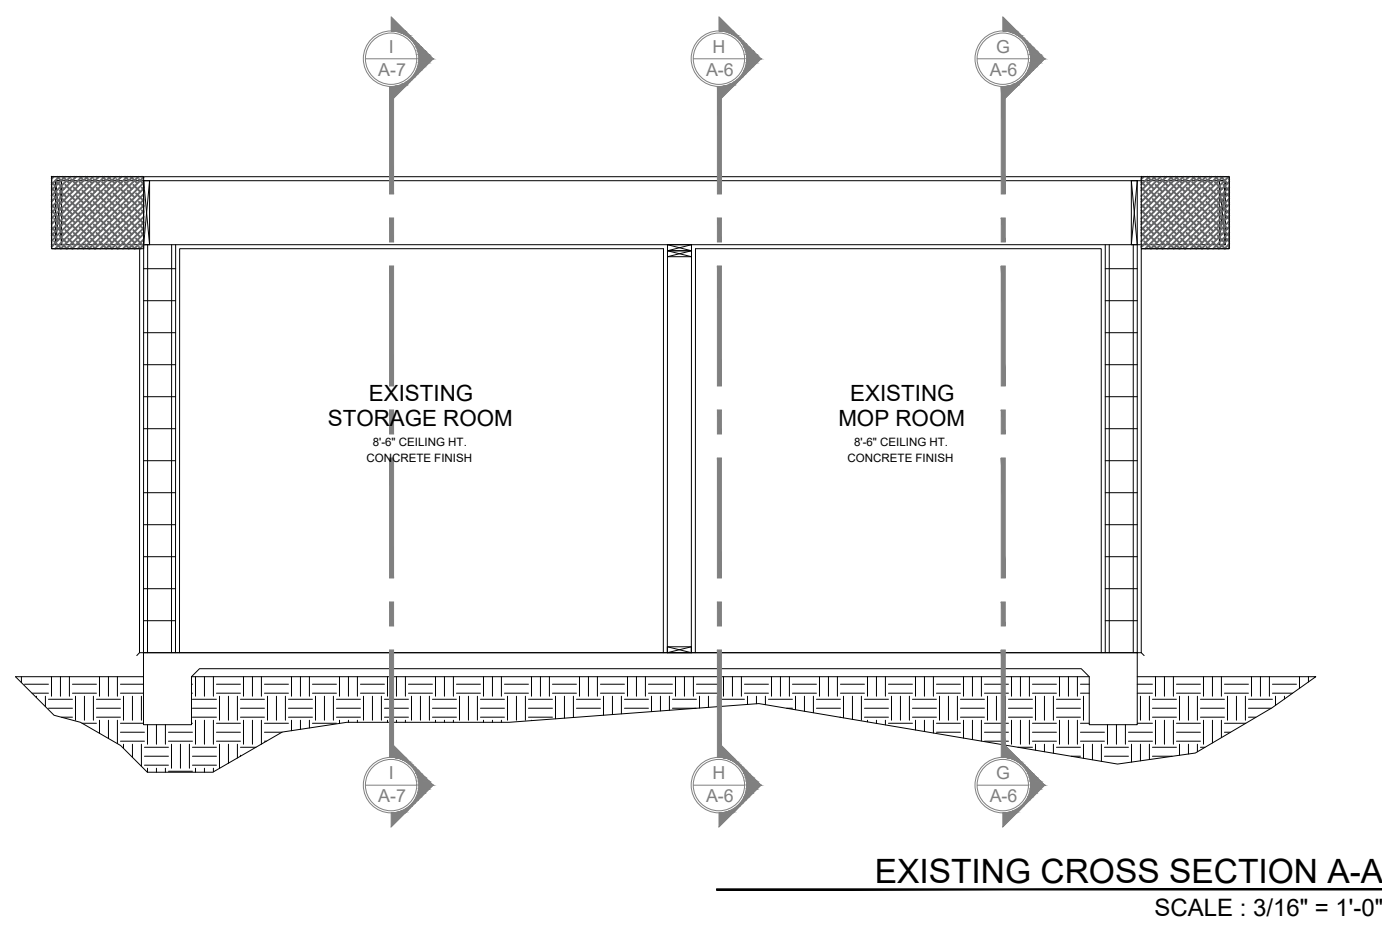 I
A-7
H
A-6
G
A-6
EXISTING
STORAGE ROOM
8'-6" CEILING HT.
CONCRETE FINISH
EXISTING
MOP ROOM
8'-6" CEILING HT.
CONCRETE FINISH
I
A-7
H
A-6
G
A-6
EXISTING CROSS SECTION A-A
SCALE : 3/16" = 1'-0"